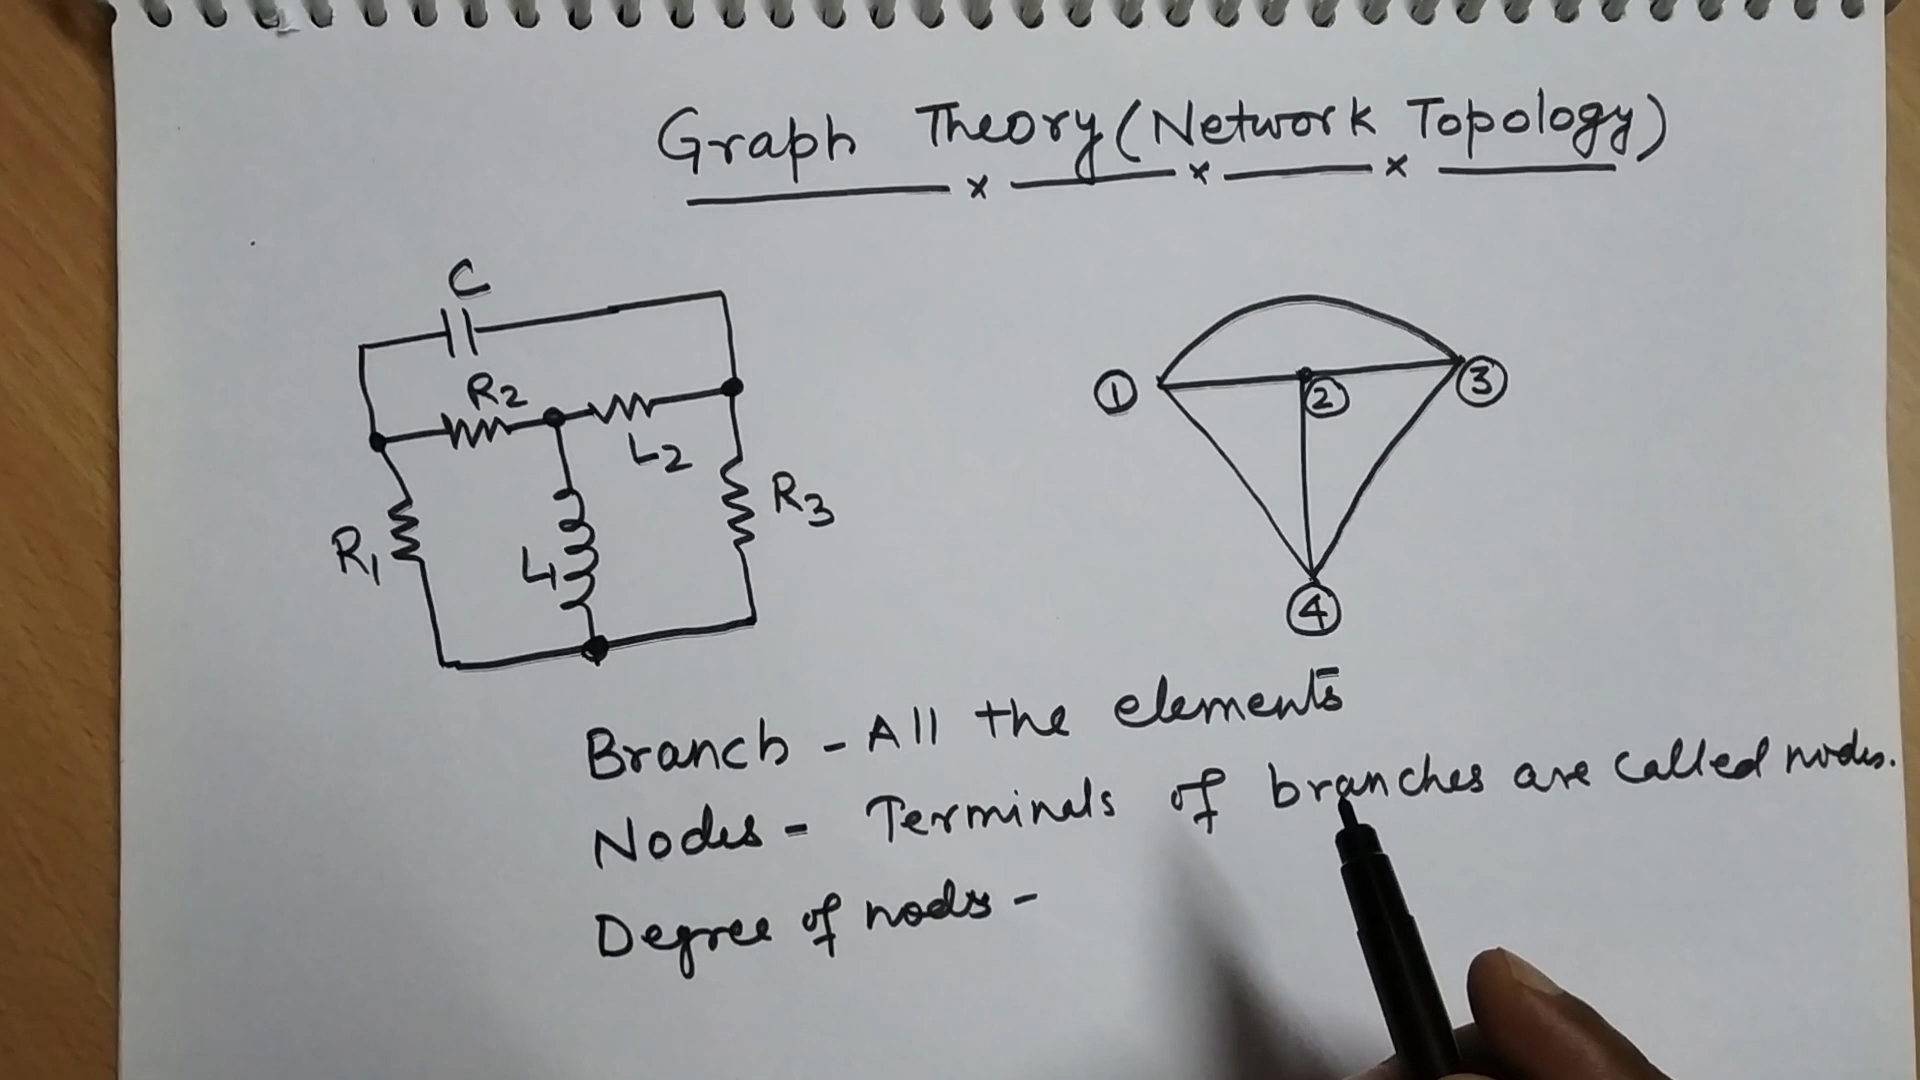 Graph Theory (Network Topology)
C
R2
L2
R1
L1
R3
1
2
3
4
Branch - All the elements
Nodes - Terminals of branches are called nodes.
Degree of nodes -